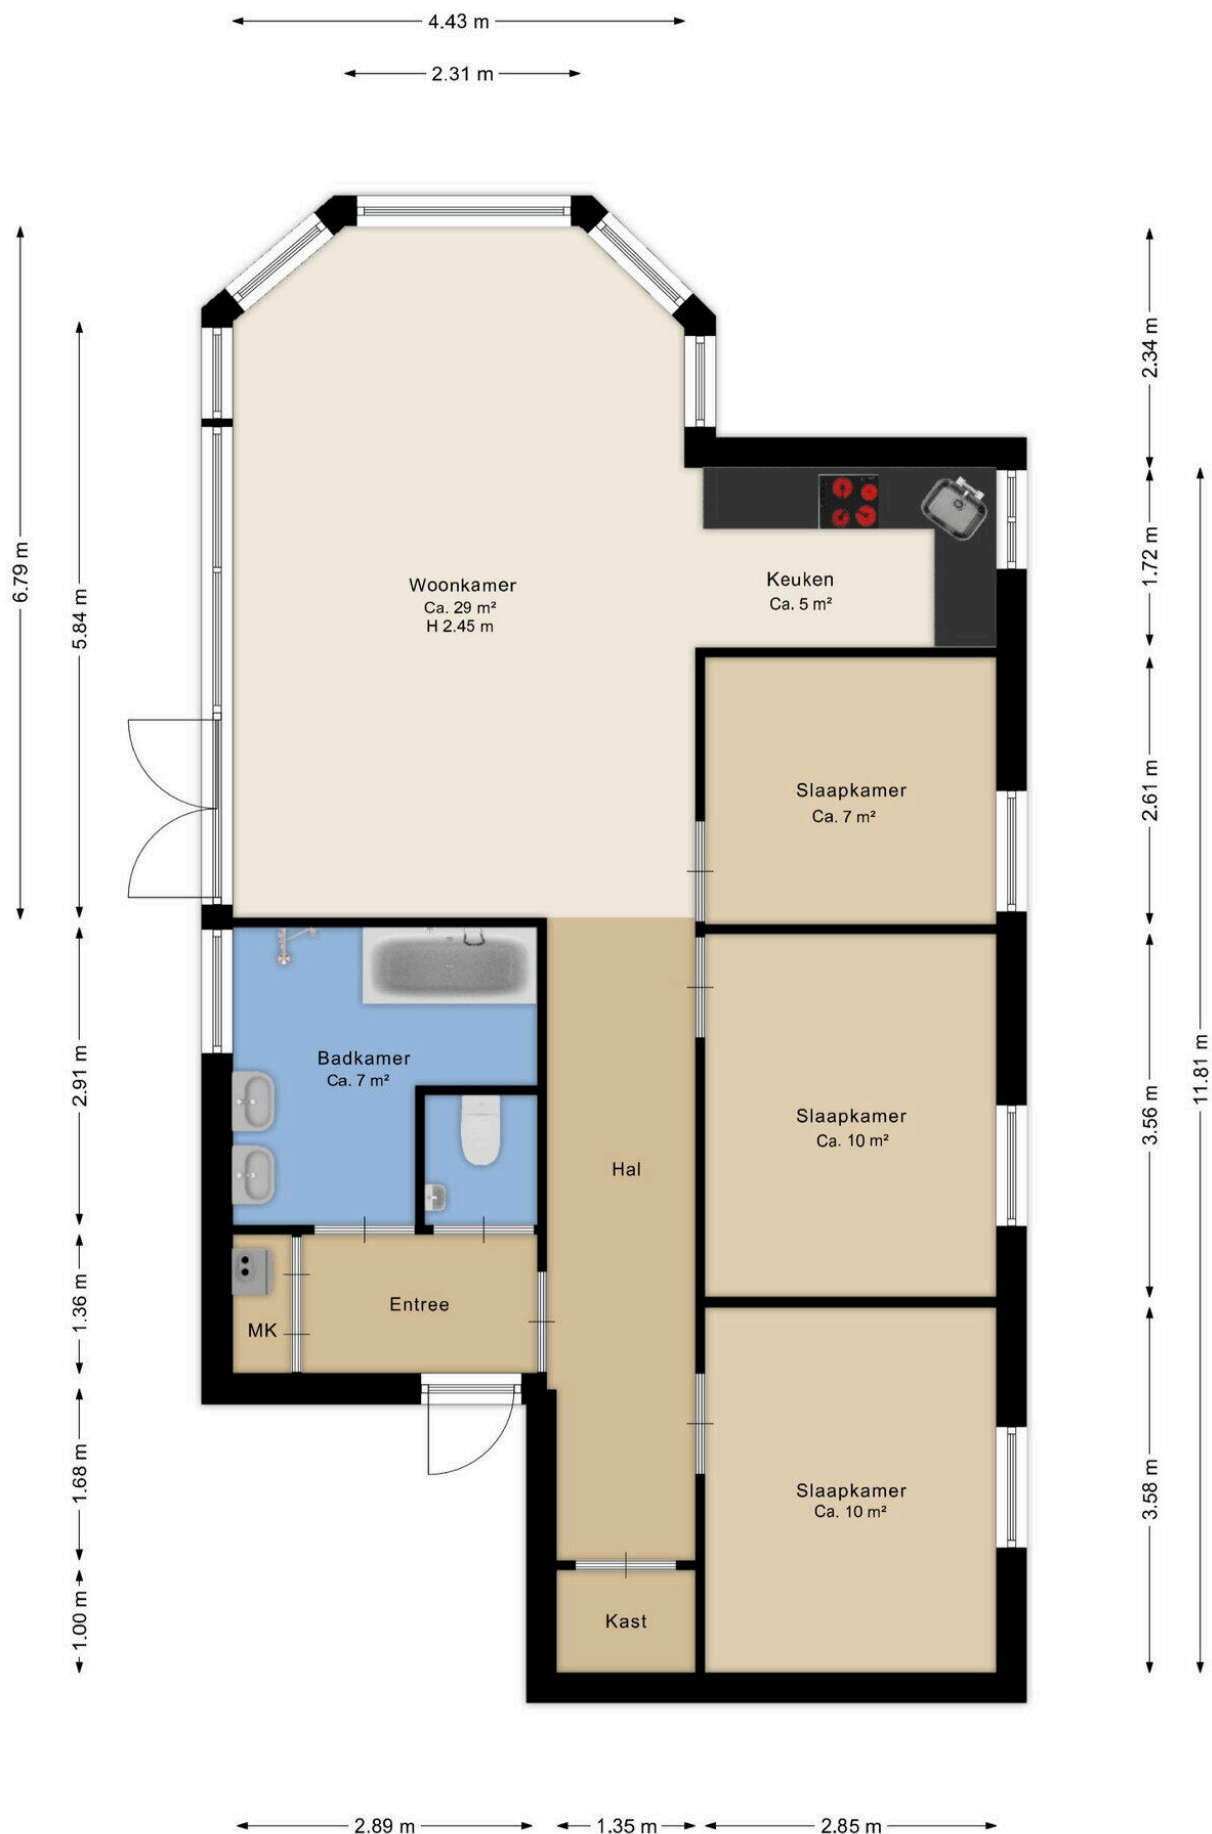 4.43 m
2.31 m
6.79 m
5.84 m
2.91 m
1.36 m
1.68 m
1.00 m
Woonkamer
Ca. 29 m²
H 2.45 m
Keuken
Ca. 5 m²
Slaapkamer
Ca. 7 m²
Badkamer
Ca. 7 m²
Slaapkamer
Ca. 10 m²
Hal
Entree
MK
Slaapkamer
Ca. 10 m²
Kast
2.34 m
1.72 m
2.61 m
3.56 m
3.58 m
11.81 m
2.89 m
1.35 m
2.85 m